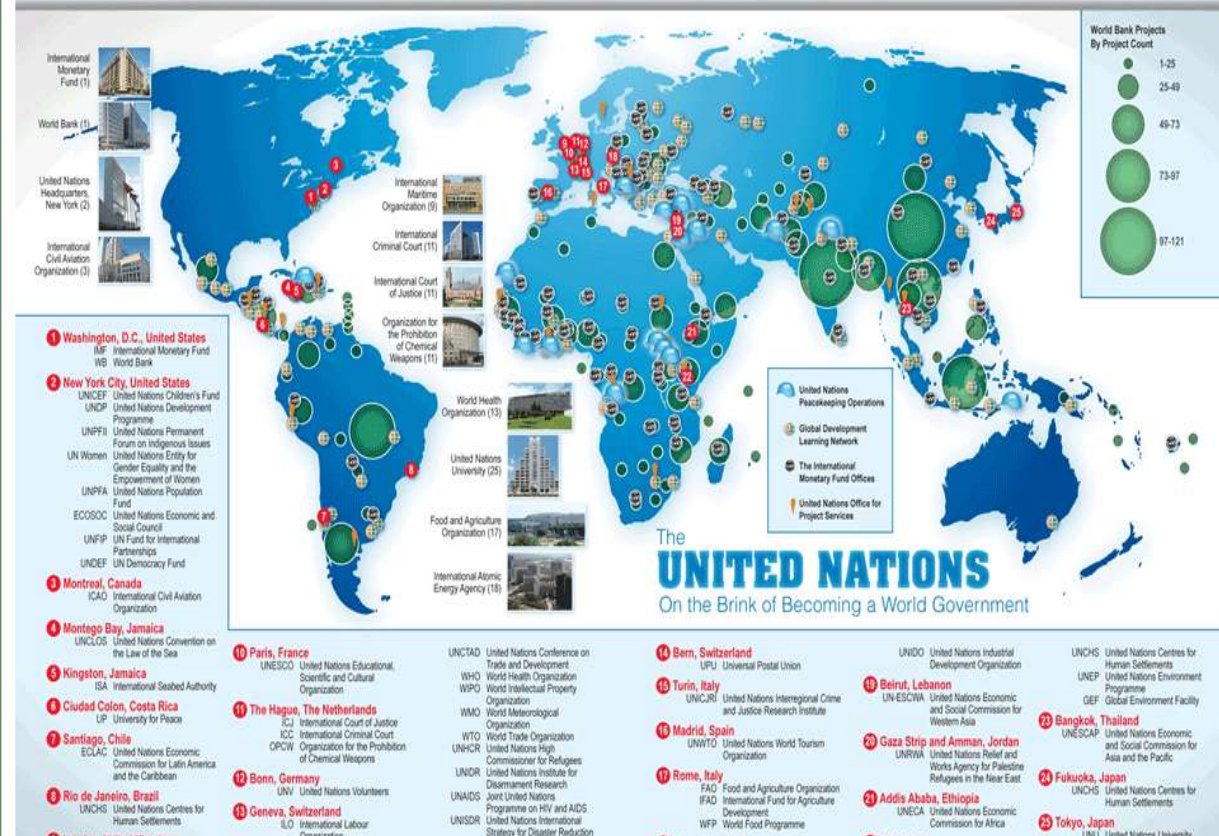 International
Monetary
Fund (1)
World Bank (1)
United Nations
Headquarters,
New York (2)
International
Civil Aviation
Organization (3)
International
Maritime
Organization (9)
International
Criminal Court (11)
International Court
of Justice (11)
Organization for
the Prohibition
of Chemical
Weapons (11)
World Health
Organization (13)
United Nations
University (25)
Food and Agriculture
Organization (17)
International Atomic
Energy Agency (18)
World Bank Projects
By Project Count
1-25
25-49
49-73
73-97
97-121
United Nations
Peacekeeping Operations
Global Development
Learning Network
The International
Monetary Fund Offices
United Nations Office for
Project Services
The
UNITED NATIONS
On the Brink of Becoming a World Government
1 Washington, D.C., United States
IMF International Monetary Fund
WB World Bank
2 New York City, United States
UNICEF United Nations Children's Fund
UNDP United Nations Development
Programme
UNPFII United Nations Permanent
Forum on Indigenous Issues
UN Women United Nations Entity for
Gender Equality and the
Empowerment of Women
UNPFA United Nations Population
Fund
ECOSOC United Nations Economic and
Social Council
UNFIP UN Fund for International
Partnerships
UNDEF UN Democracy Fund
3 Montreal, Canada
ICAO International Civil Aviation
Organization
4 Montego Bay, Jamaica
UNCLOS United Nations Convention on
the Law of the Sea
5 Kingston, Jamaica
ISA International Seabed Authority
6 Ciudad Colon, Costa Rica
UP University for Peace
7 Santiago, Chile
ECLAC United Nations Economic
Commission for Latin America
and the Caribbean
8 Rio de Janeiro, Brazil
UNCHS United Nations Centres for
Human Settlements
10 Paris, France
UNESCO United Nations Educational,
Scientific and Cultural
Organization
11 The Hague, The Netherlands
ICJ International Court of Justice
ICC International Criminal Court
OPCW Organization for the Prohibition
of Chemical Weapons
12 Bonn, Germany
UNV United Nations Volunteers
13 Geneva, Switzerland
ILO International Labour
UNCTAD United Nations Conference on
Trade and Development
WHO World Health Organization
WIPO World Intellectual Property
Organization
WMO World Meteorological
Organization
WTO World Trade Organization
UNHCR United Nations High
Commissioner for Refugees
UNIDR United Nations Institute for
Disarmament Research
UNAIDS Joint United Nations
Programme on HIV and AIDS
UNISDR United Nations International
Strategy for Disaster Reduction
14 Bern, Switzerland
UPU Universal Postal Union
15 Turin, Italy
UNICJRI United Nations Interregional Crime
and Justice Research Institute
16 Madrid, Spain
UNWTO United Nations World Tourism
Organization
17 Rome, Italy
FAO Food and Agriculture Organization
IFAD International Fund for Agriculture
Development
WFP World Food Programme
UNIDO United Nations Industrial
Development Organization
19 Beirut, Lebanon
UN-ESCWA United Nations Economic
and Social Commission for
Western Asia
20 Gaza Strip and Amman, Jordan
UNRWA United Nations Relief and
Works Agency for Palestine
Refugees in the Near East
21 Addis Ababa, Ethiopia
UNECA United Nations Economic
Commission for Africa
UNCHS United Nations Centres for
Human Settlements
UNEP United Nations Environment
Programme
GEF Global Environment Facility
23 Bangkok, Thailand
UNESCAP United Nations Economic
and Social Commission for
Asia and the Pacific
24 Fukuoka, Japan
UNCHS United Nations Centres for
Human Settlements
25 Tokyo, Japan
UNU United Nations University